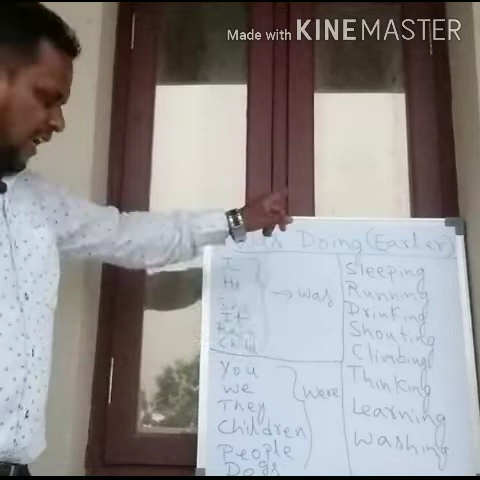 Made with KINEMASTER
Doing (Earlier)
I
It
→ was
You
We
They
Children
People
Dogs
were
Sleeping
Running
Drinking
Shouting
Climbing
Thinking
Learning
Washing